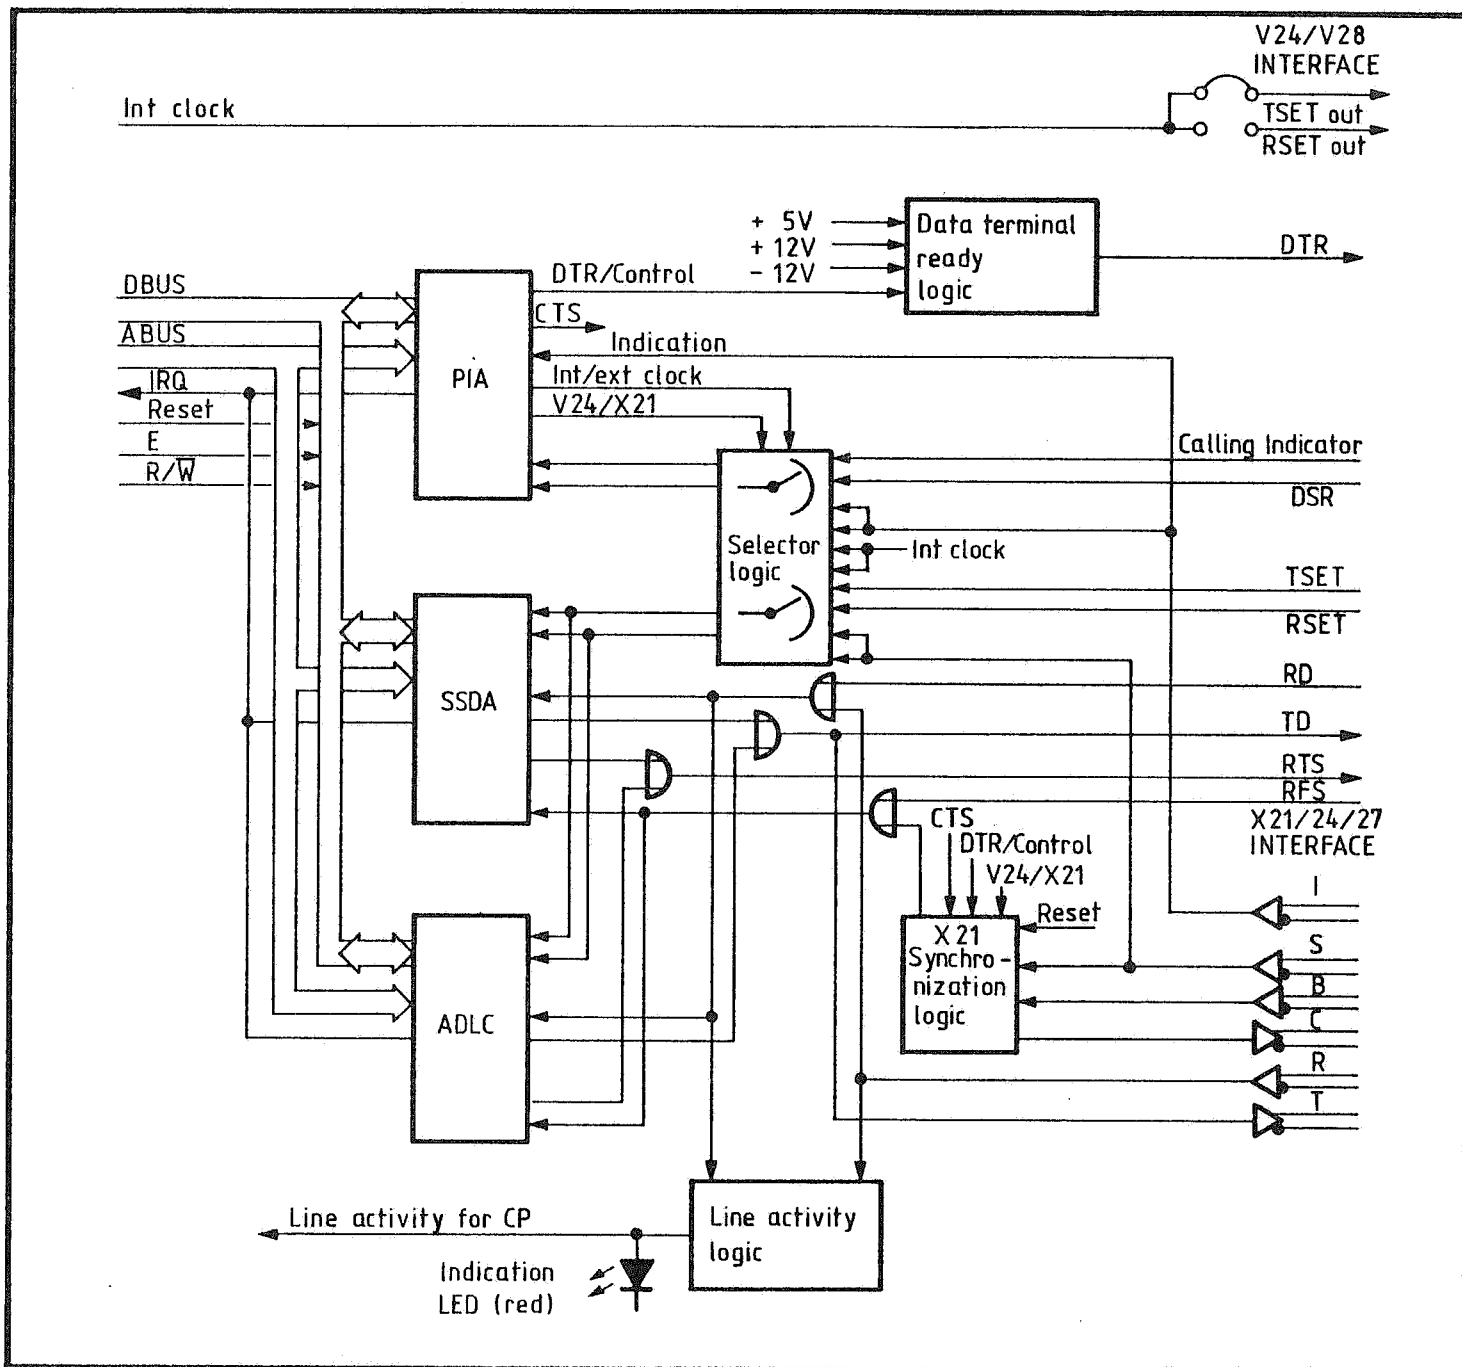 V24/V28
INTERFACE
Int clock
TSET out
RSET out
+ 5V
+ 12V
- 12V
Data terminal
ready
logic
DTR
DBUS
DTR/Control
CTS
ABUS
Indication
IRQ
PIA
Int/ext clock
Reset
V24/X21
E
R/W̅
Calling Indicator
DSR
Selector
logic
Int clock
TSET
RSET
RD
SSDA
TD
RTS
RFS
CTS
X21/24/27
INTERFACE
DTR/Control
V24/X21
I
Reset
X21
Synchro-
nization
logic
S
B
C
ADLC
R
T
Line activity for CP
Line activity
logic
Indication
LED (red)